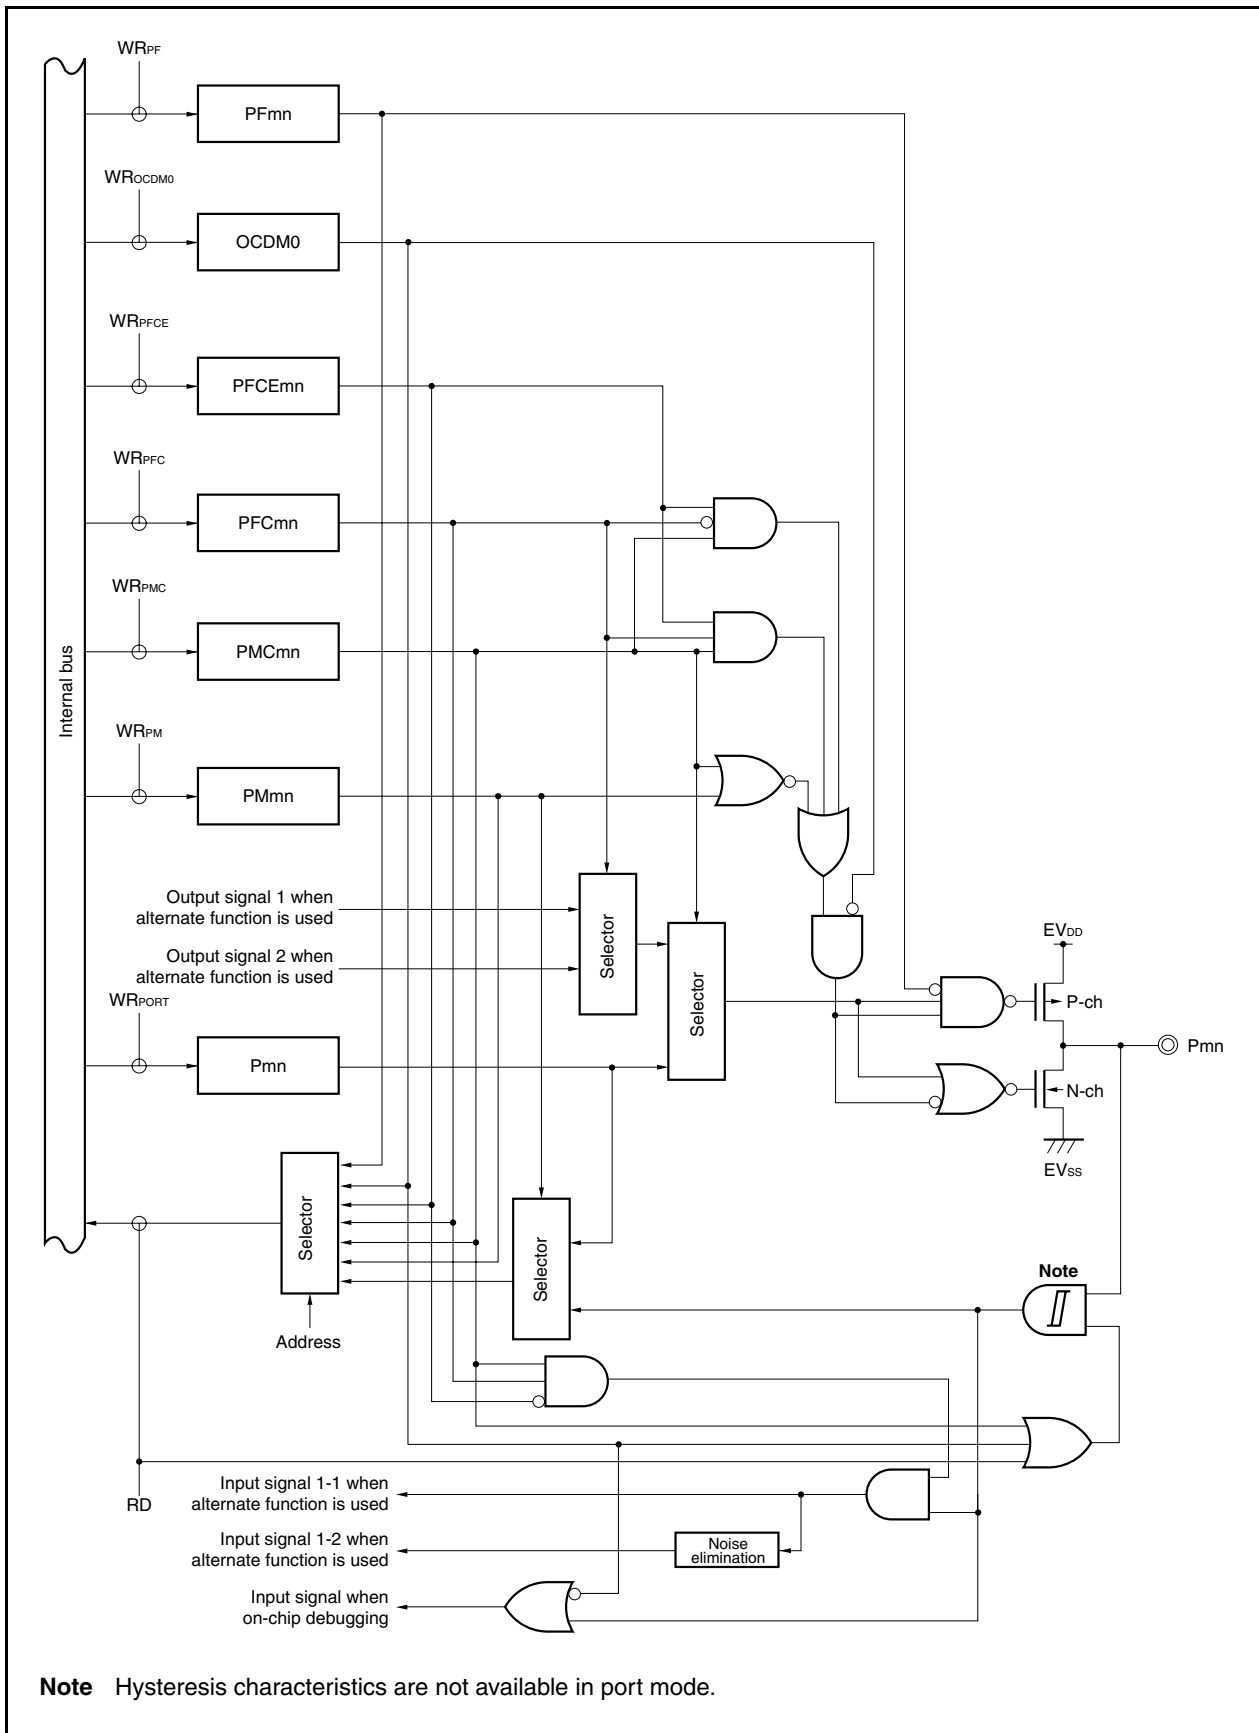 WRPF
PFmn
WROCDM0
OCDM0
WRPFCE
PFCEmn
WRPFC
PFCmn
WRPMC
PMCmn
Internal bus
WRPM
PMmn
Output signal 1 when
alternate function is used
Output signal 2 when
alternate function is used
Selector
Selector
WRPORT
Pmn
EVDD
P-ch
Pmn
N-ch
EVSS
Selector
Selector
Address
Note
RD
Input signal 1-1 when
alternate function is used
Input signal 1-2 when
alternate function is used
Noise
elimination
Input signal when
on-chip debugging
Note Hysteresis characteristics are not available in port mode.